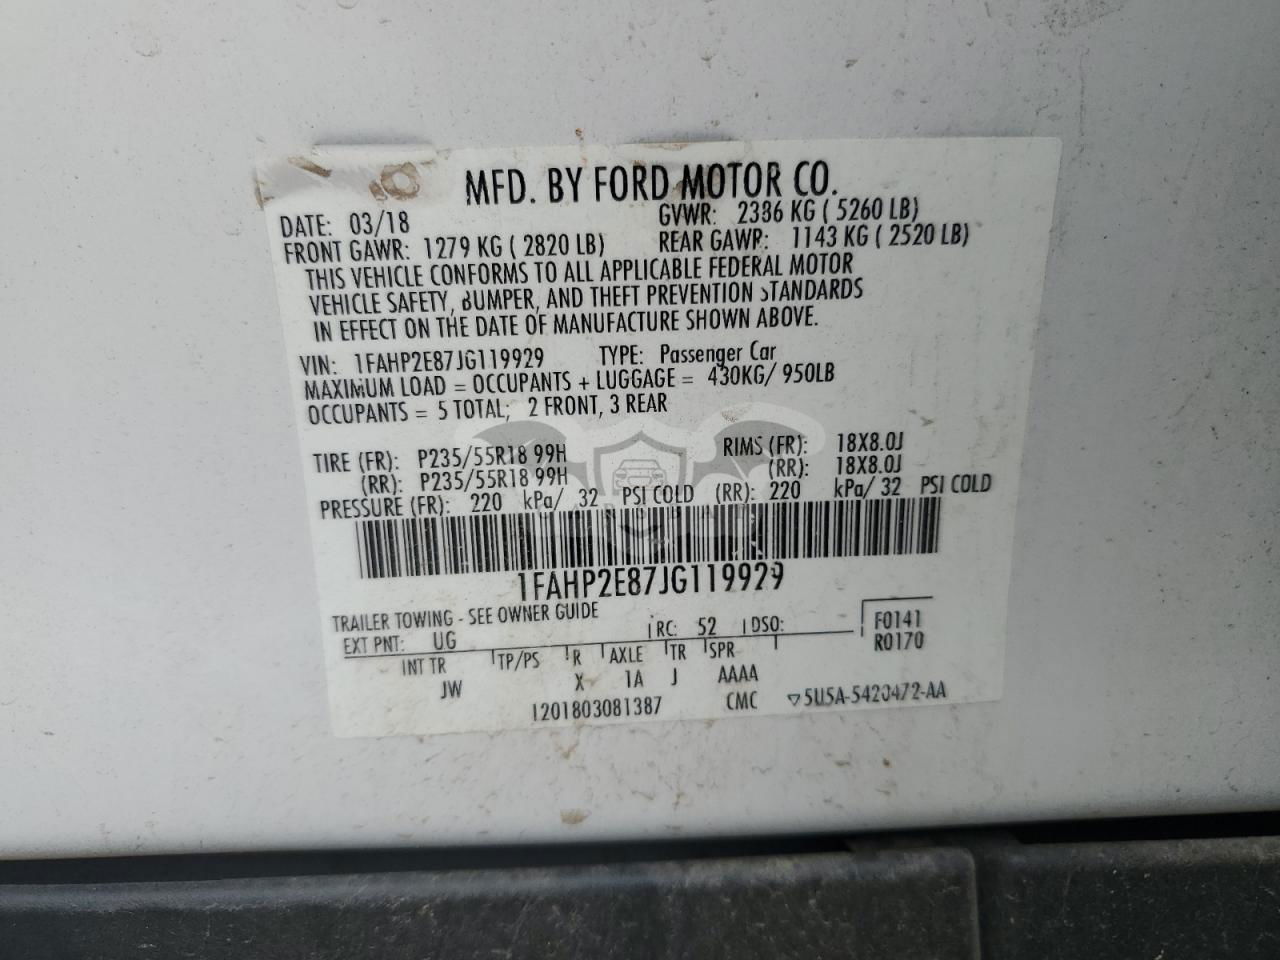 MFD. BY FORD MOTOR CO.
DATE: 03/18 GVWR: 2386 KG ( 5260 LB)
FRONT GAWR: 1279 KG ( 2820 LB) REAR GAWR: 1143 KG ( 2520 LB)
THIS VEHICLE CONFORMS TO ALL APPLICABLE FEDERAL MOTOR
VEHICLE SAFETY, BUMPER, AND THEFT PREVENTION STANDARDS
IN EFFECT ON THE DATE OF MANUFACTURE SHOWN ABOVE.
VIN: 1FAHP2E87JG119929 TYPE: Passenger Car
MAXIMUM LOAD = OCCUPANTS + LUGGAGE = 430KG/ 950LB
OCCUPANTS = 5 TOTAL; 2 FRONT, 3 REAR
TIRE (FR): P235/55R18 99H RIMS (FR): 18X8.0J
(RR): P235/55R18 99H (RR): 18X8.0J
PRESSURE (FR): 220 kPa/ 32 PSI COLD (RR): 220 kPa/ 32 PSI COLD
1FAHP2E87JG119929
TRAILER TOWING - SEE OWNER GUIDE
EXT PNT: UG RC: 52 DSO: F0141
R0170
INT TR TP/PS R AXLE TR SPR
JW X 1A J AAAA
1201803081387 CMC 5U5A-5420472-AA